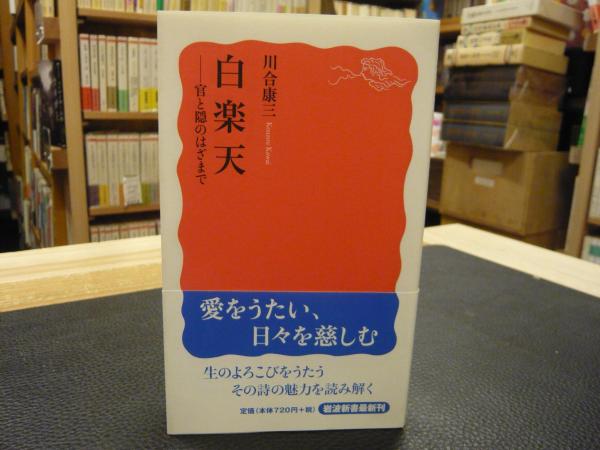 川合康三
Kozo Kawai
白楽天
——官と隠のはざまで
愛をうたい、
日々を慈しむ
生のよろこびをうたう
その詩の魅力を読み解く
定価(本体720円+税)
岩波新書最新刊